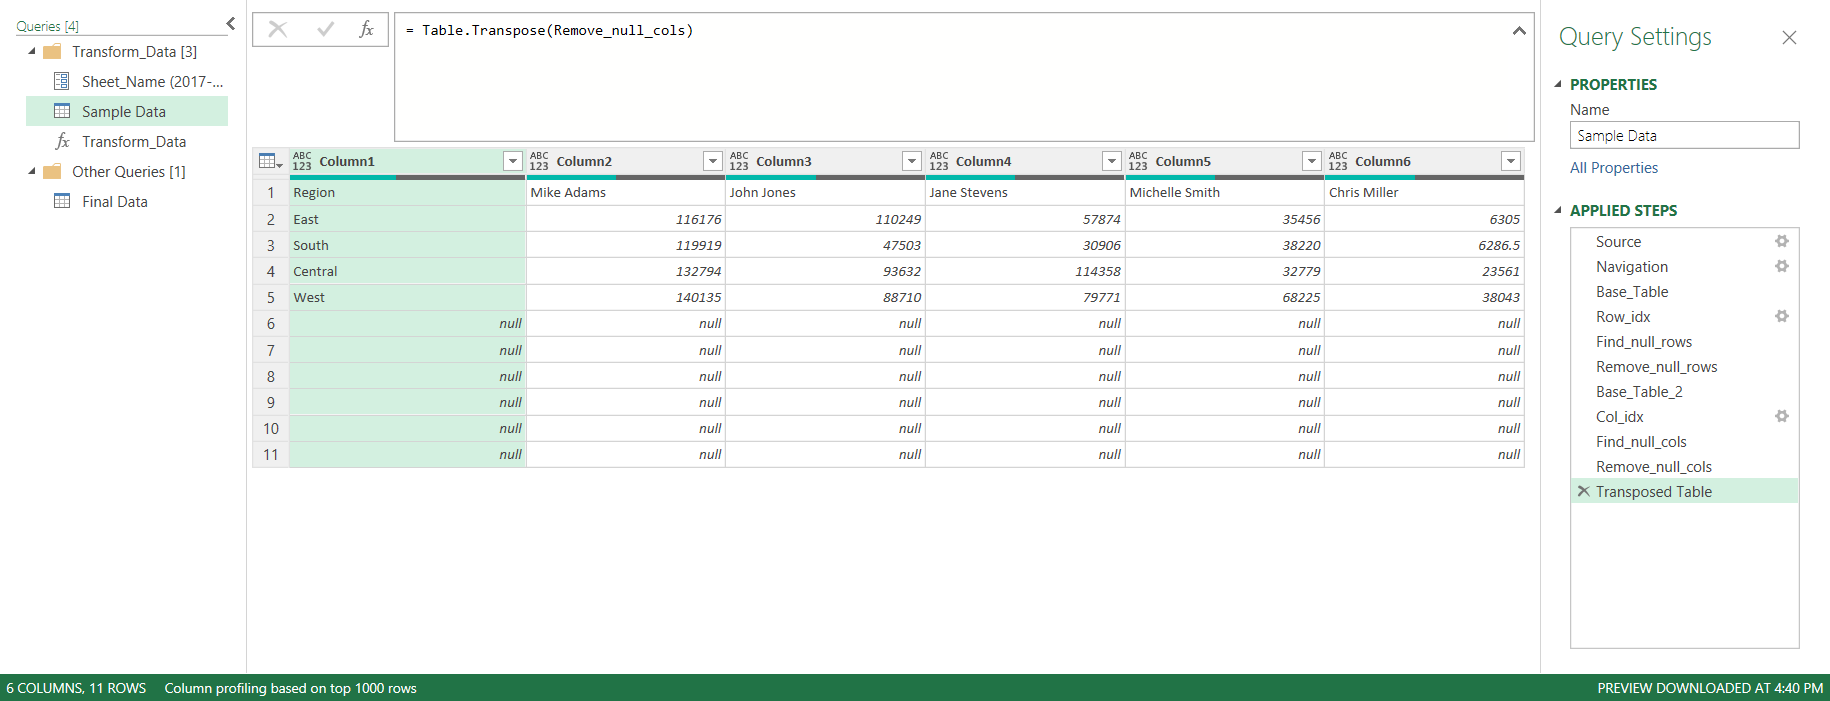 Queries [4]
Transform_Data [3]
Sheet_Name (2017-...
Sample Data
fx Transform_Data
Other Queries [1]
Final Data
fx
= Table.Transpose(Remove_null_cols)
ABC 123 Column1 ABC 123 Column2 ABC 123 Column3 ABC 123 Column4 ABC 123 Column5 ABC 123 Column6
1 Region Mike Adams John Jones Jane Stevens Michelle Smith Chris Miller
2 East 116176 110249 57874 35456 6305
3 South 119919 47503 30906 38220 6286.5
4 Central 132794 93632 114358 32779 23561
5 West 140135 88710 79771 68225 38043
6 null null null null null null
7 null null null null null null
8 null null null null null null
9 null null null null null null
10 null null null null null null
11 null null null null null null
Query Settings
PROPERTIES
Name
Sample Data
All Properties
APPLIED STEPS
Source
Navigation
Base_Table
Row_idx
Find_null_rows
Remove_null_rows
Base_Table_2
Col_idx
Find_null_cols
Remove_null_cols
Transposed Table
6 COLUMNS, 11 ROWS Column profiling based on top 1000 rows PREVIEW DOWNLOADED AT 4:40 PM